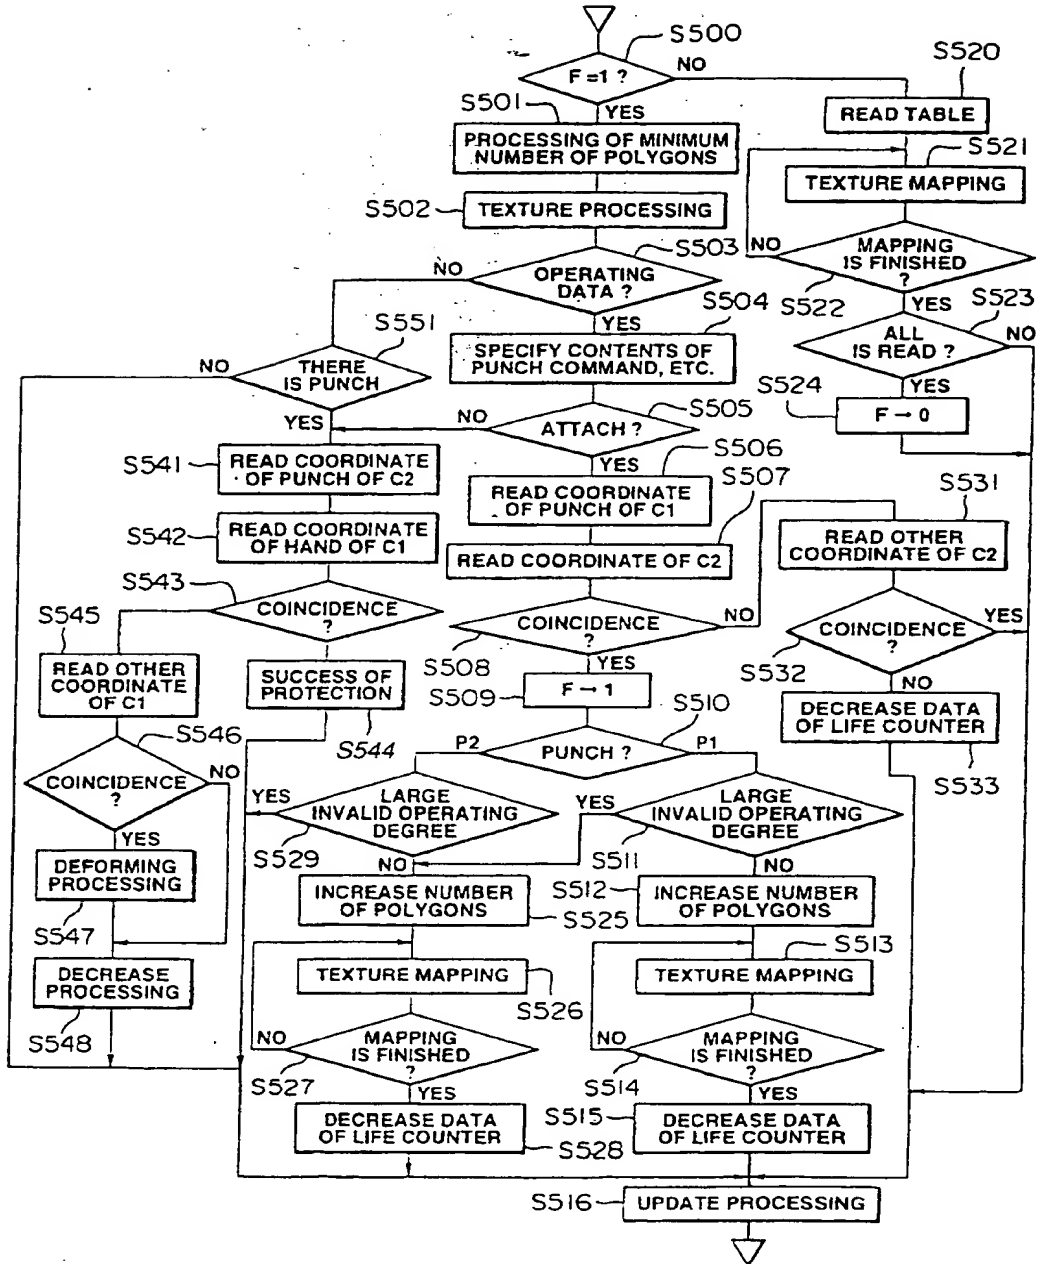 S500
F=1 ?
NO
YES
S501
PROCESSING OF MINIMUM
NUMBER OF POLYGONS
S502
TEXTURE PROCESSING
S503
OPERATING
DATA ?
NO
YES
S504
SPECIFY CONTENTS OF
PUNCH COMMAND, ETC.
S505
ATTACH ?
NO
YES
S506
READ COORDINATE
OF PUNCH OF C1
S507
READ COORDINATE OF C2
COINCIDENCE
?
S508
NO
YES
S509
F → 1
S510
PUNCH ?
P2
P1
S520
READ TABLE
S521
TEXTURE MAPPING
MAPPING
IS FINISHED
?
NO
S522
YES
S523
ALL
IS READ ?
NO
YES
S524
F → 0
S531
READ OTHER
COORDINATE OF C2
COINCIDENCE
?
YES
S532
NO
DECREASE DATA
OF LIFE COUNTER
S533
S551
THERE
IS PUNCH
NO
YES
S541
READ COORDINATE
OF PUNCH OF C2
S542
READ COORDINATE
OF HAND OF C1
S543
COINCIDENCE
?
SUCCESS OF
PROTECTION
S544
S545
READ OTHER
COORDINATE
OF C1
S546
COINCIDENCE
?
NO
YES
DEFORMING
PROCESSING
S547
DECREASE
PROCESSING
S548
LARGE
INVALID OPERATING
DEGREE
YES
S529
NO
INCREASE NUMBER
OF POLYGONS
S525
TEXTURE MAPPING
S526
MAPPING
IS FINISHED
?
NO
S527
YES
DECREASE DATA
OF LIFE COUNTER
S528
LARGE
INVALID OPERATING
DEGREE
YES
S511
NO
S512
INCREASE NUMBER
OF POLYGONS
S513
TEXTURE MAPPING
MAPPING
IS FINISHED
?
NO
S514
YES
S515
DECREASE DATA
OF LIFE COUNTER
S516
UPDATE PROCESSING